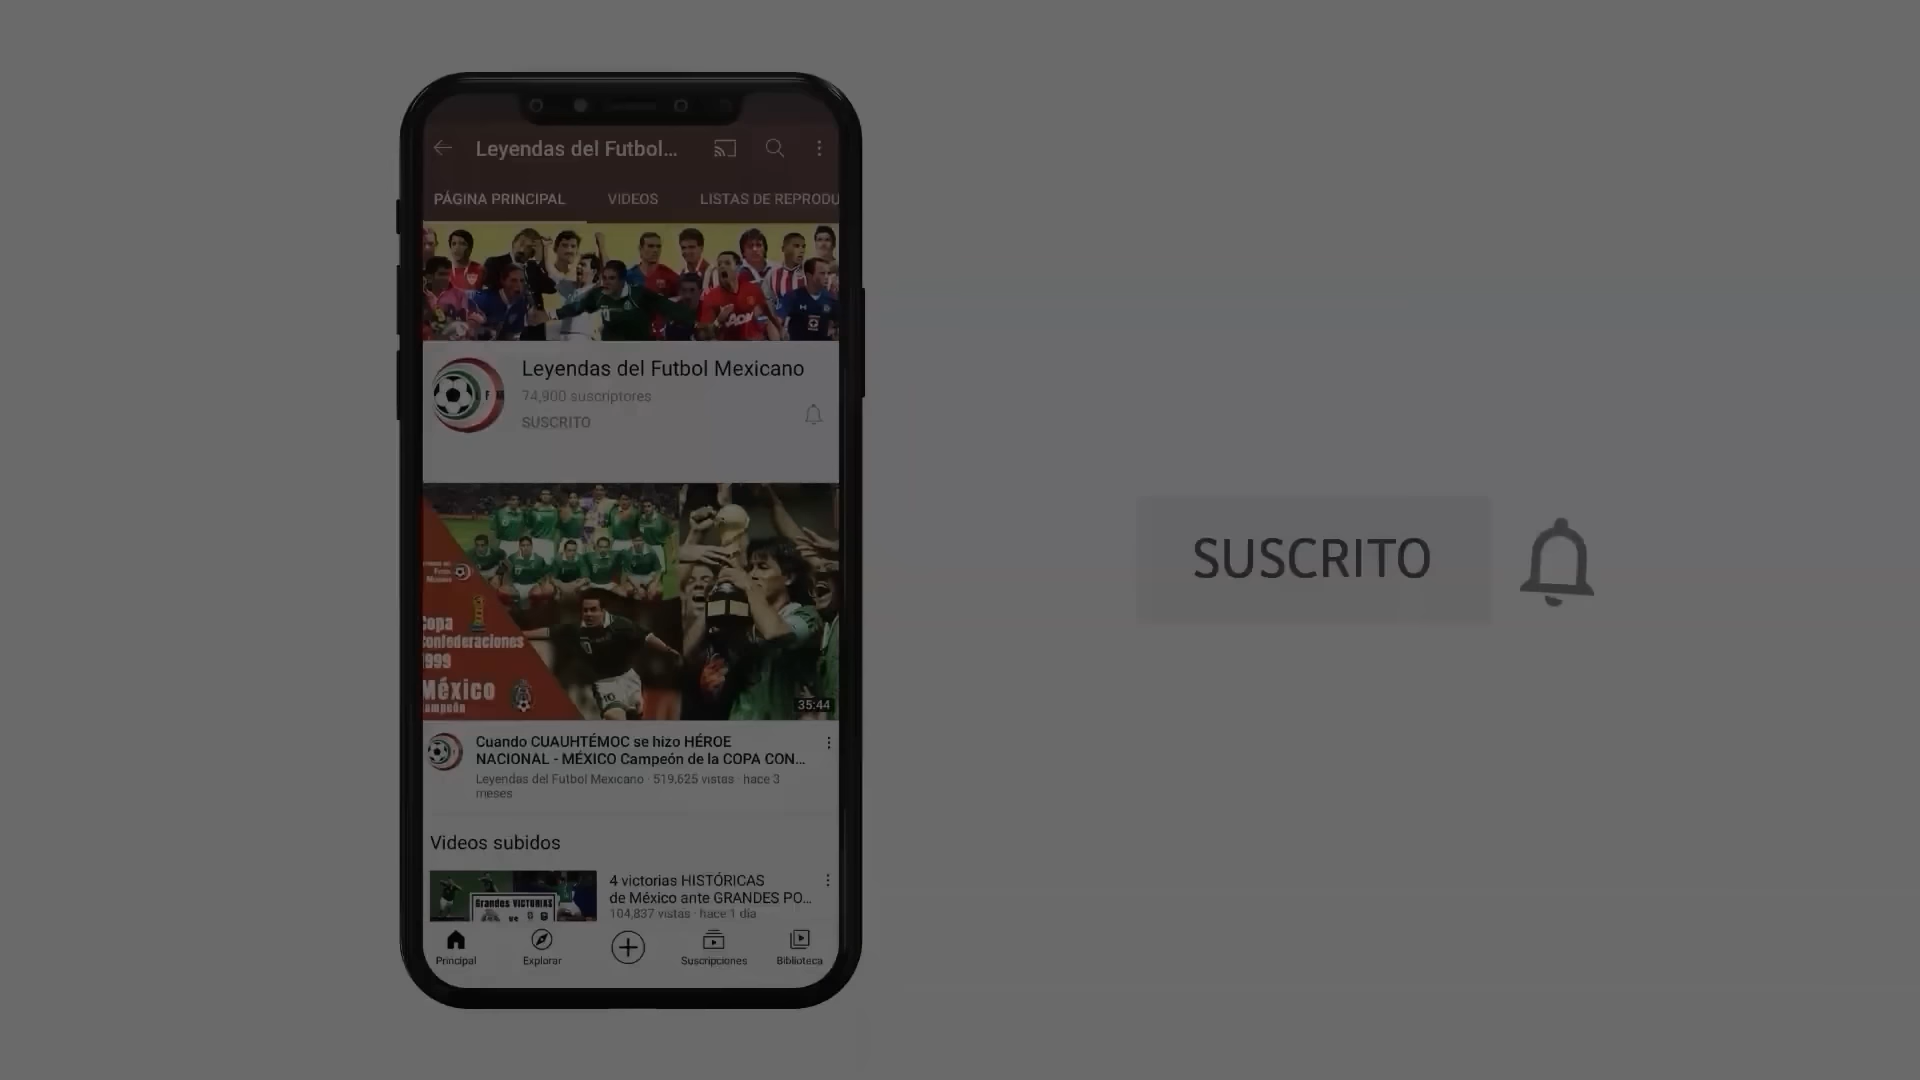 Leyendas del Futbol...
PÁGINA PRINCIPAL
VIDEOS
LISTAS DE REPRODU
AON
Leyendas del Futbol Mexicano
74,900 suscriptores
SUSCRITO
Copa
Confederaciones
1999
México
Campeón
35:44
Cuando CUAUHTÉMOC se hizo HÉROE
NACIONAL - MÉXICO Campeón de la COPA CON...
Leyendas del Futbol Mexicano · 519,625 vistas · hace 3
meses
Videos subidos
Grandes VICTORIAS
vs
4 victorias HISTÓRICAS
de México ante GRANDES PO...
104,837 vistas · hace 1 día
Principal
Explorar
Suscripciones
Biblioteca
SUSCRITO